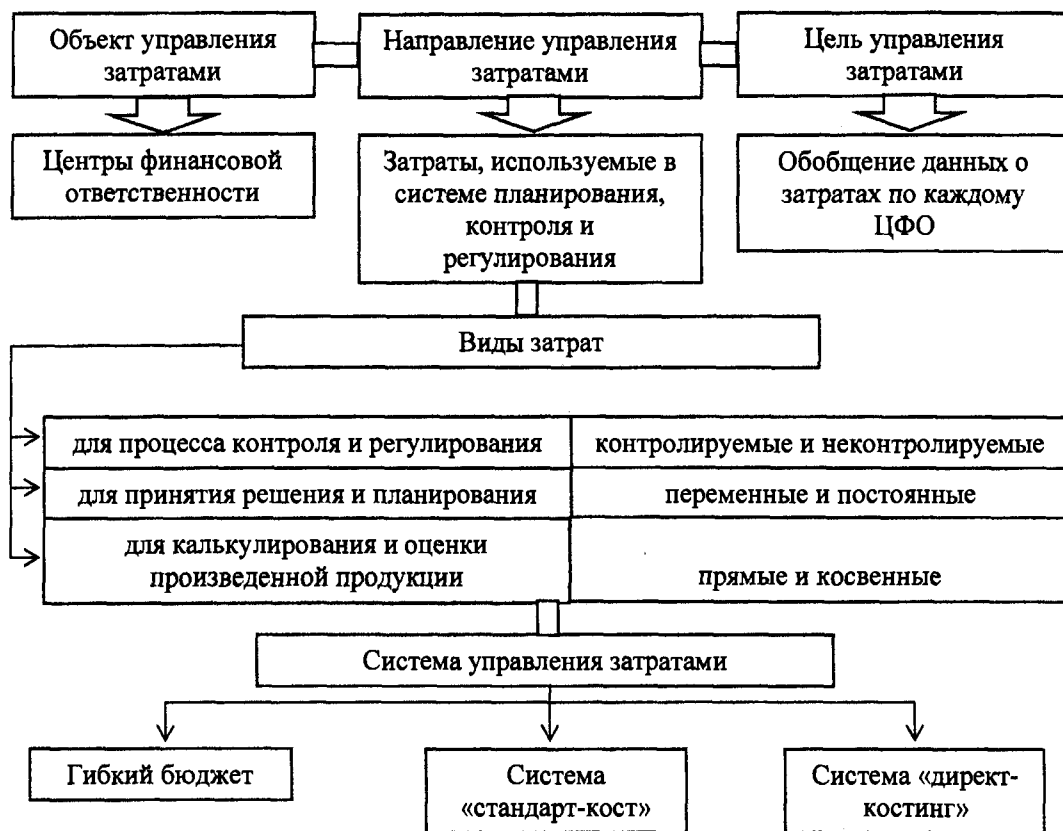 Объект управления
затратами
Направление управления
затратами
Цель управления
затратами
Центры финансовой
ответственности
Затраты, используемые в
системе планирования,
контроля и
регулирования
Обобщение данных о
затратах по каждому
ЦФО
Виды затрат
для процесса контроля и регулирования
контролируемые и неконтролируемые
для принятия решения и планирования
переменные и постоянные
для калькулирования и оценки
произведенной продукции
прямые и косвенные
Система управления затратами
Гибкий бюджет
Система
«стандарт-кост»
Система «директ-
костинг»